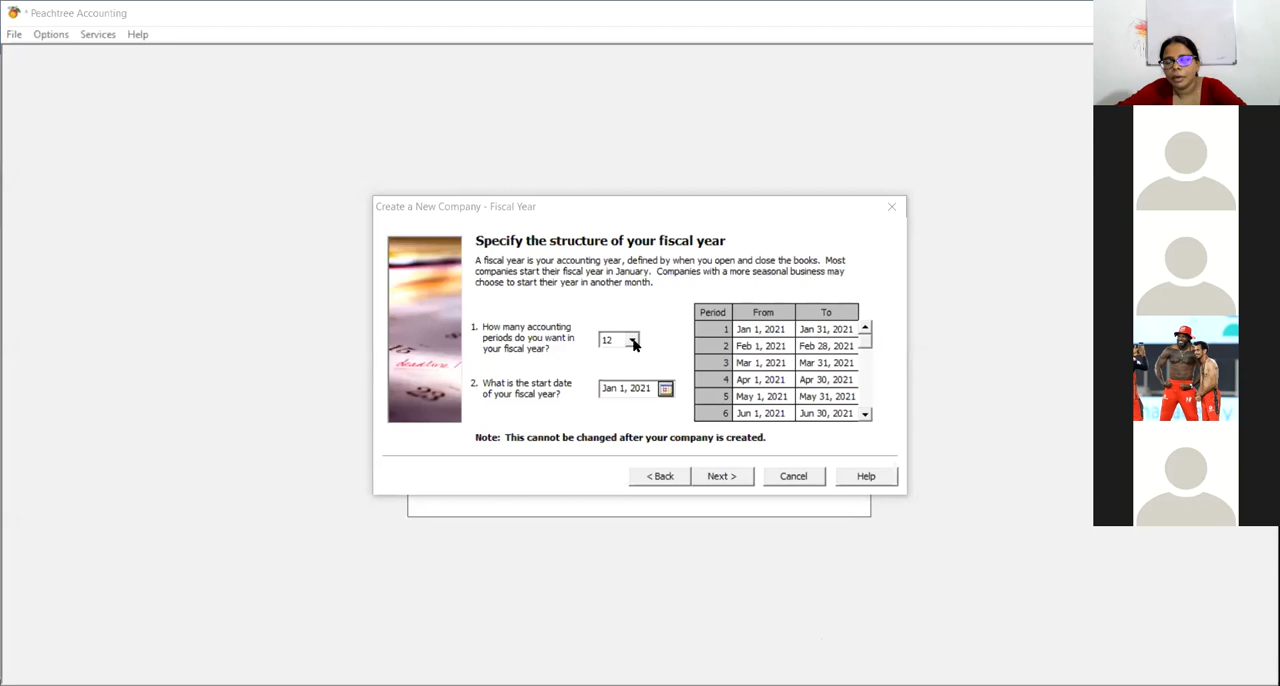 * Peachtree Accounting
File Options Services Help
Create a New Company - Fiscal Year
Specify the structure of your fiscal year
A fiscal year is your accounting year, defined by when you open and close the books. Most
companies start their fiscal year in January. Companies with a more seasonal business may
choose to start their year in another month.
1. How many accounting
periods do you want in
your fiscal year?
12
2. What is the start date
of your fiscal year?
Jan 1, 2021
Period From To
1 Jan 1, 2021 Jan 31, 2021
2 Feb 1, 2021 Feb 28, 2021
3 Mar 1, 2021 Mar 31, 2021
4 Apr 1, 2021 Apr 30, 2021
5 May 1, 2021 May 31, 2021
6 Jun 1, 2021 Jun 30, 2021
Note: This cannot be changed after your company is created.
< Back Next > Cancel Help
deadline!